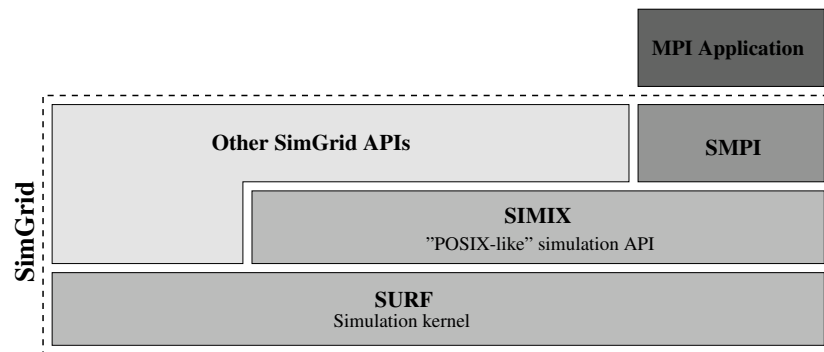 MPI Application
Other SimGrid APIs
SMPI
SIMIX
”POSIX-like” simulation API
SimGrid
SURF
Simulation kernel